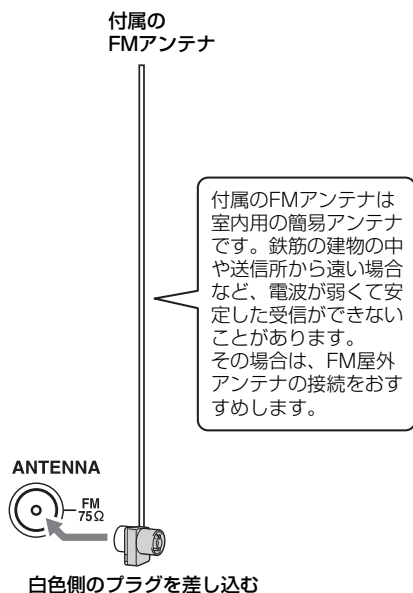 付属の
FMアンテナ
付属のFMアンテナは
室内用の簡易アンテナ
です。鉄筋の建物の中
や送信所から遠い場合
など、電波が弱くて安
定した受信ができない
ことがあります。
その場合は、FM屋外
アンテナの接続をおす
すめします。
ANTENNA
FM
75Ω
白色側のプラグを差し込む